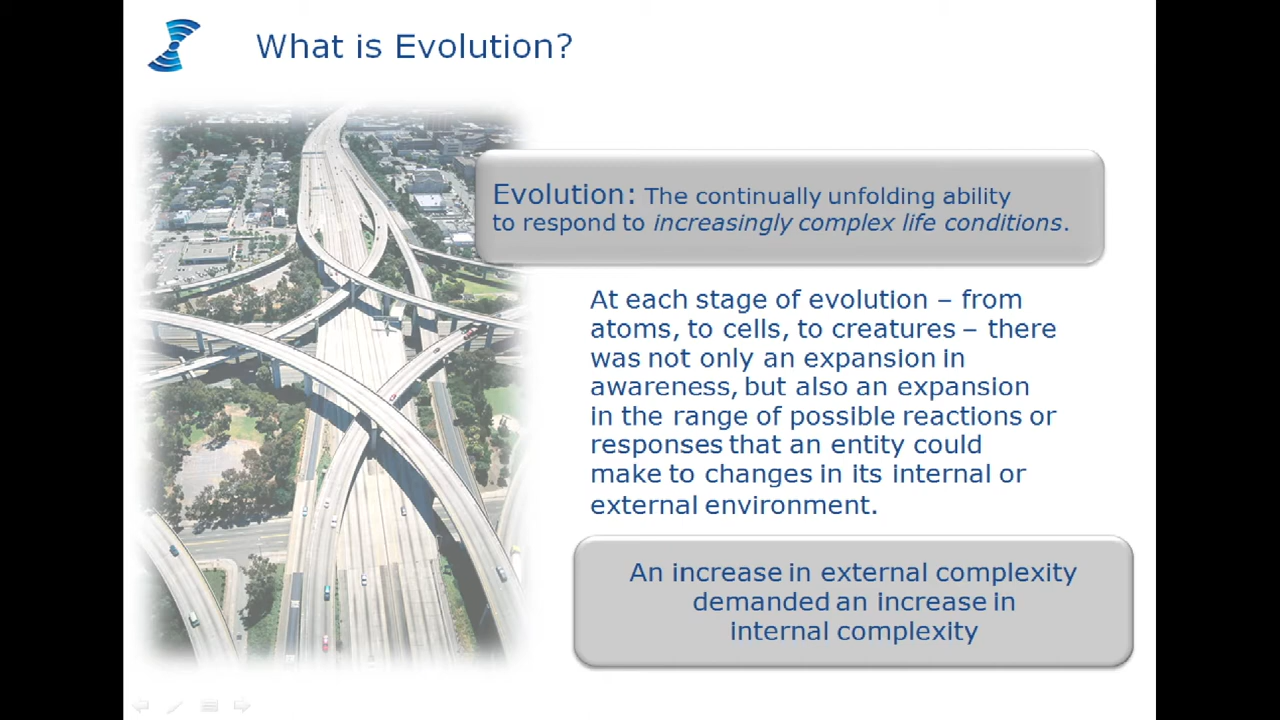 What is Evolution?
Evolution: The continually unfolding ability
to respond to increasingly complex life conditions.
At each stage of evolution – from
atoms, to cells, to creatures – there
was not only an expansion in
awareness, but also an expansion
in the range of possible reactions or
responses that an entity could
make to changes in its internal or
external environment.
An increase in external complexity
demanded an increase in
internal complexity